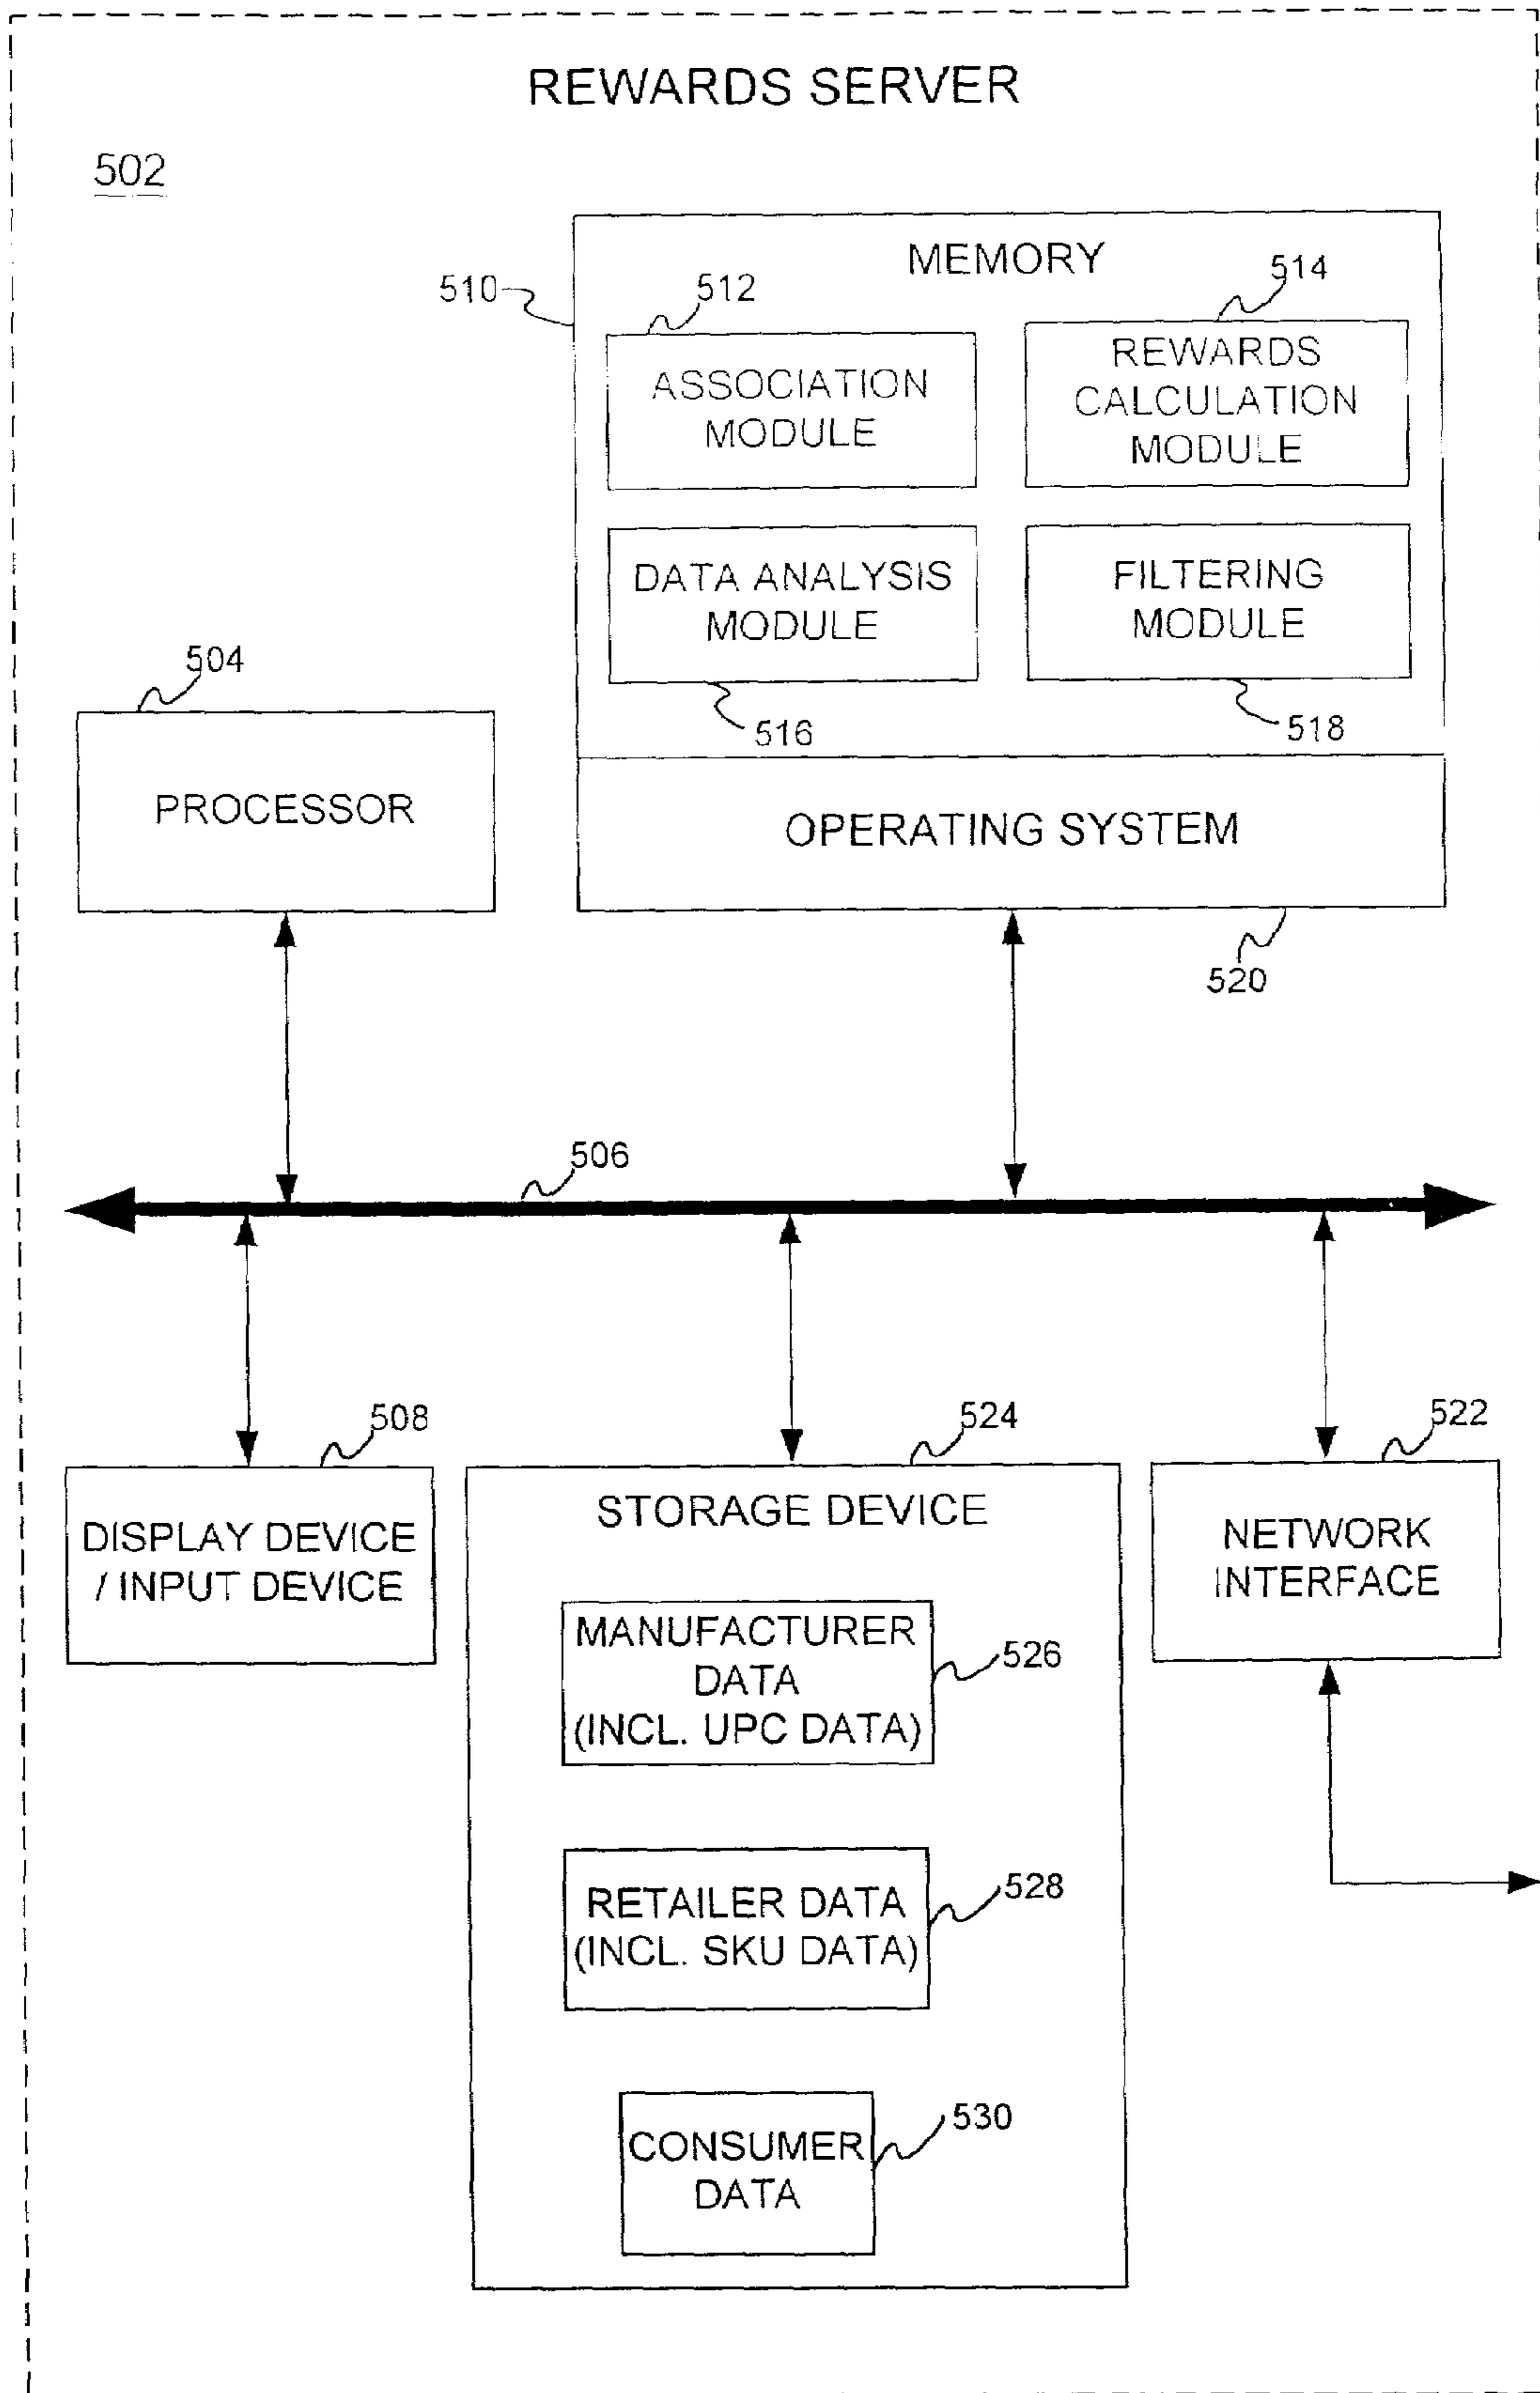 REWARDS SERVER
502
MEMORY
510
512
514
ASSOCIATION
MODULE
REWARDS
CALCULATION
MODULE
DATA ANALYSIS
MODULE
FILTERING
MODULE
516
518
504
PROCESSOR
OPERATING SYSTEM
520
506
508
524
522
DISPLAY DEVICE
/ INPUT DEVICE
STORAGE DEVICE
NETWORK
INTERFACE
MANUFACTURER
DATA
(INCL. UPC DATA)
526
RETAILER DATA
(INCL. SKU DATA)
528
CONSUMER
DATA
530